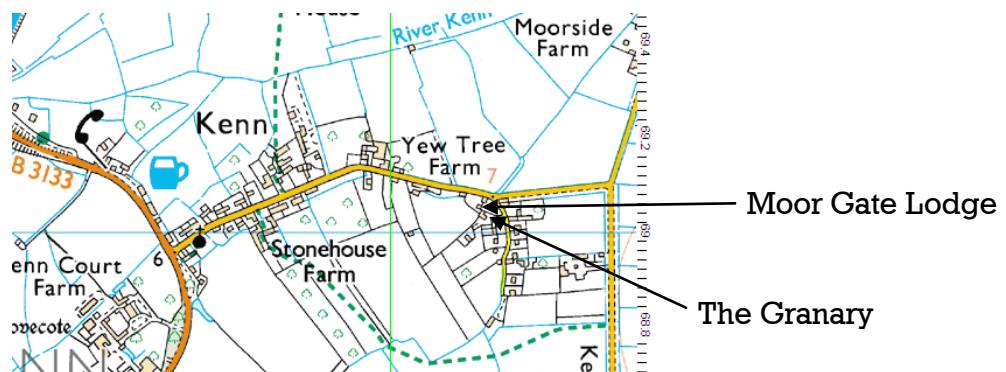 House
River Kenn
Moorside
Farm
69.4
Kenn
69.2
Yew Tree
Farm
7
B 3133
Moor Gate Lodge
69
6
Stonehouse
Farm
enn Court
Farm
The Granary
68.8
ovecote
Ke